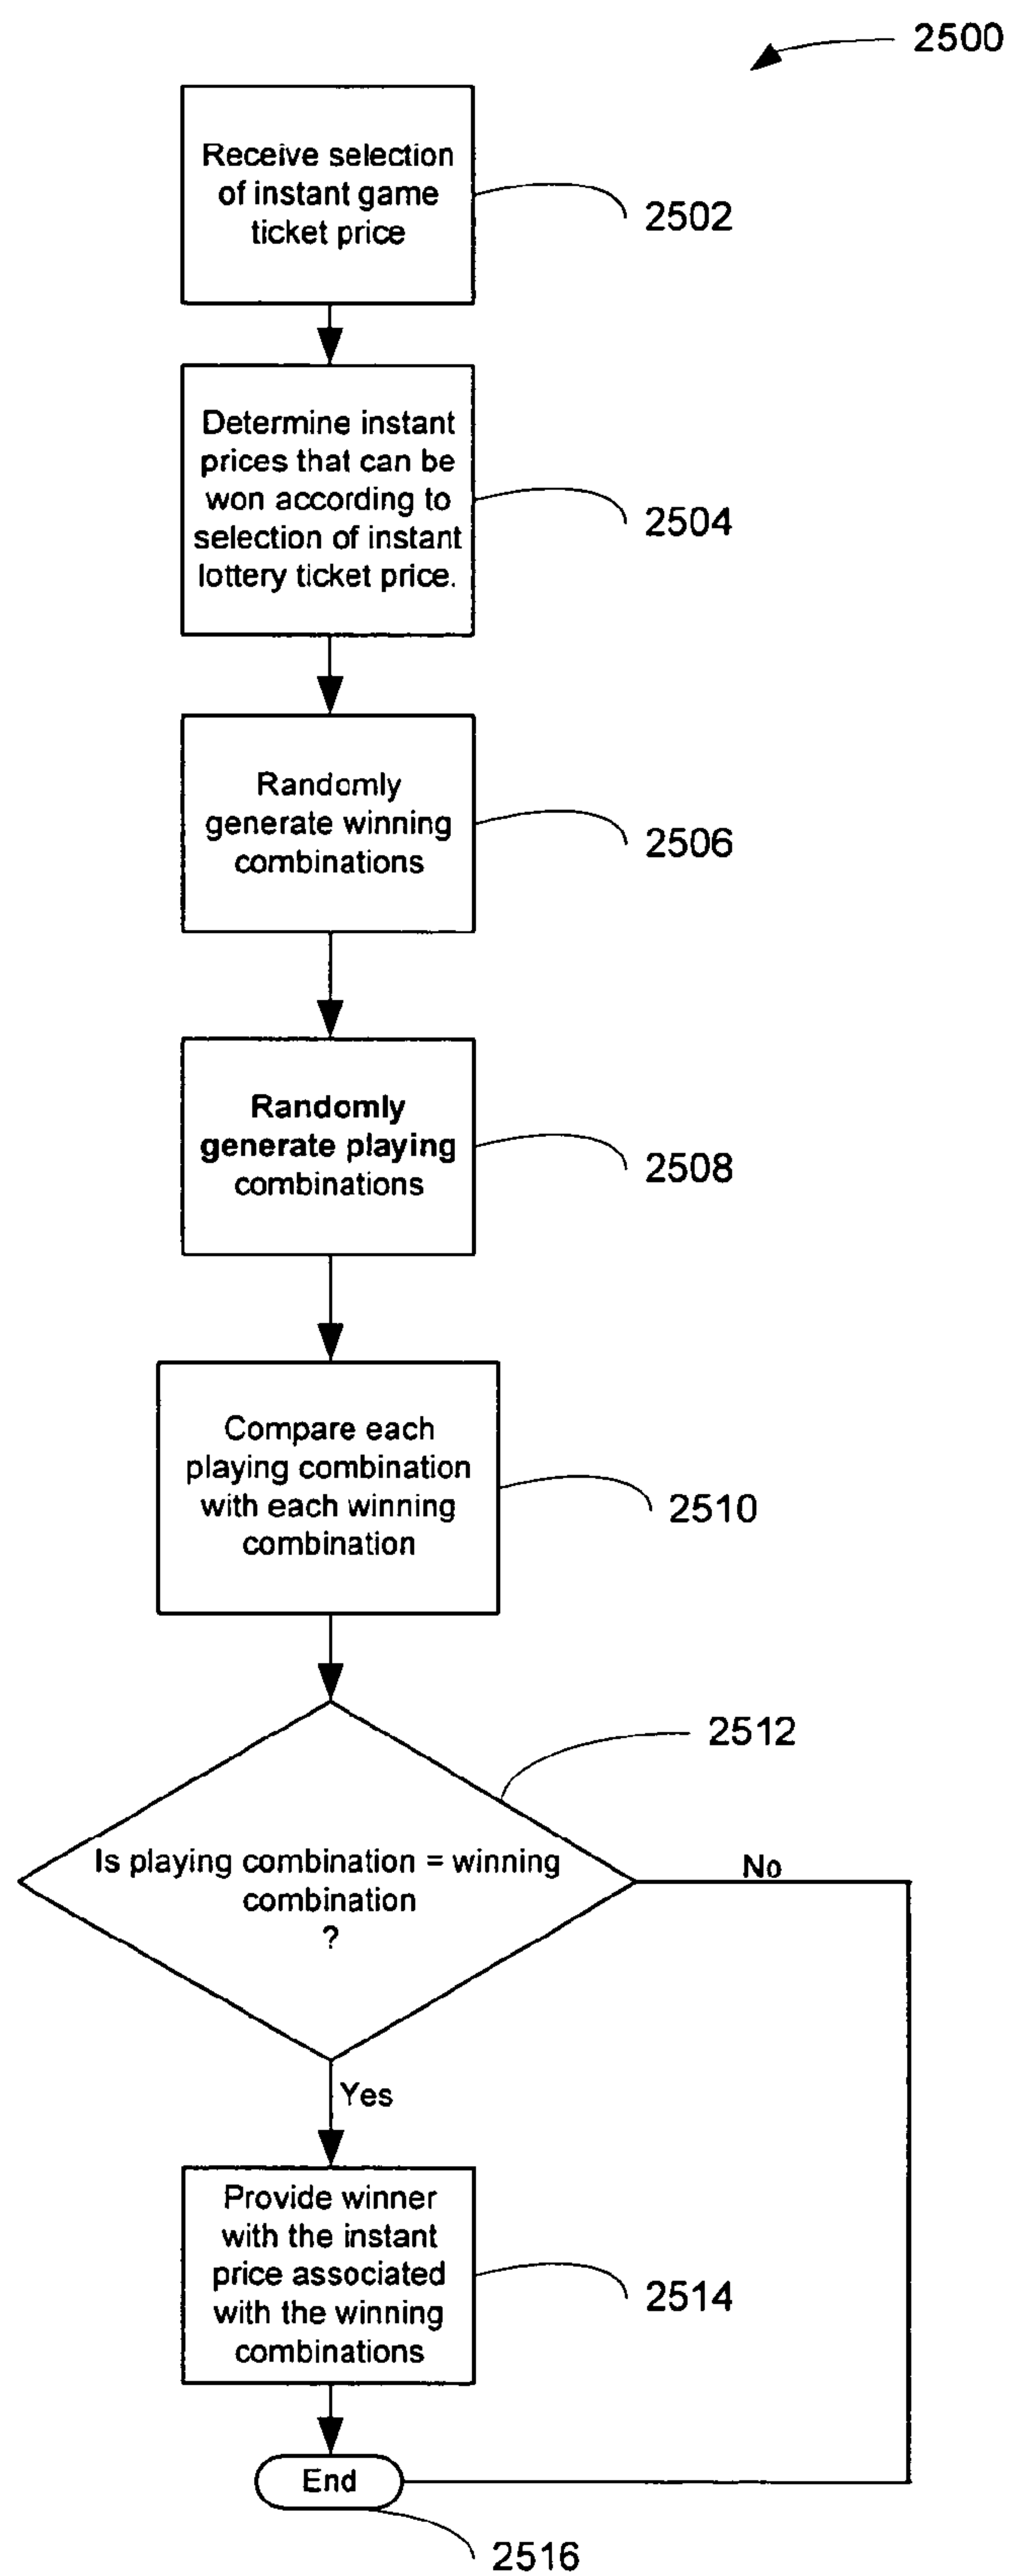 2500
Receive selection
of instant game
ticket price
2502
Determine instant
prices that can be
won according to
selection of instant
lottery ticket price.
2504
Randomly
generate winning
combinations
2506
Randomly
generate playing
combinations
2508
Compare each
playing combination
with each winning
combination
2510
2512
Is playing combination = winning
combination
?
No
Yes
Provide winner
with the instant
price associated
with the winning
combinations
2514
End
2516